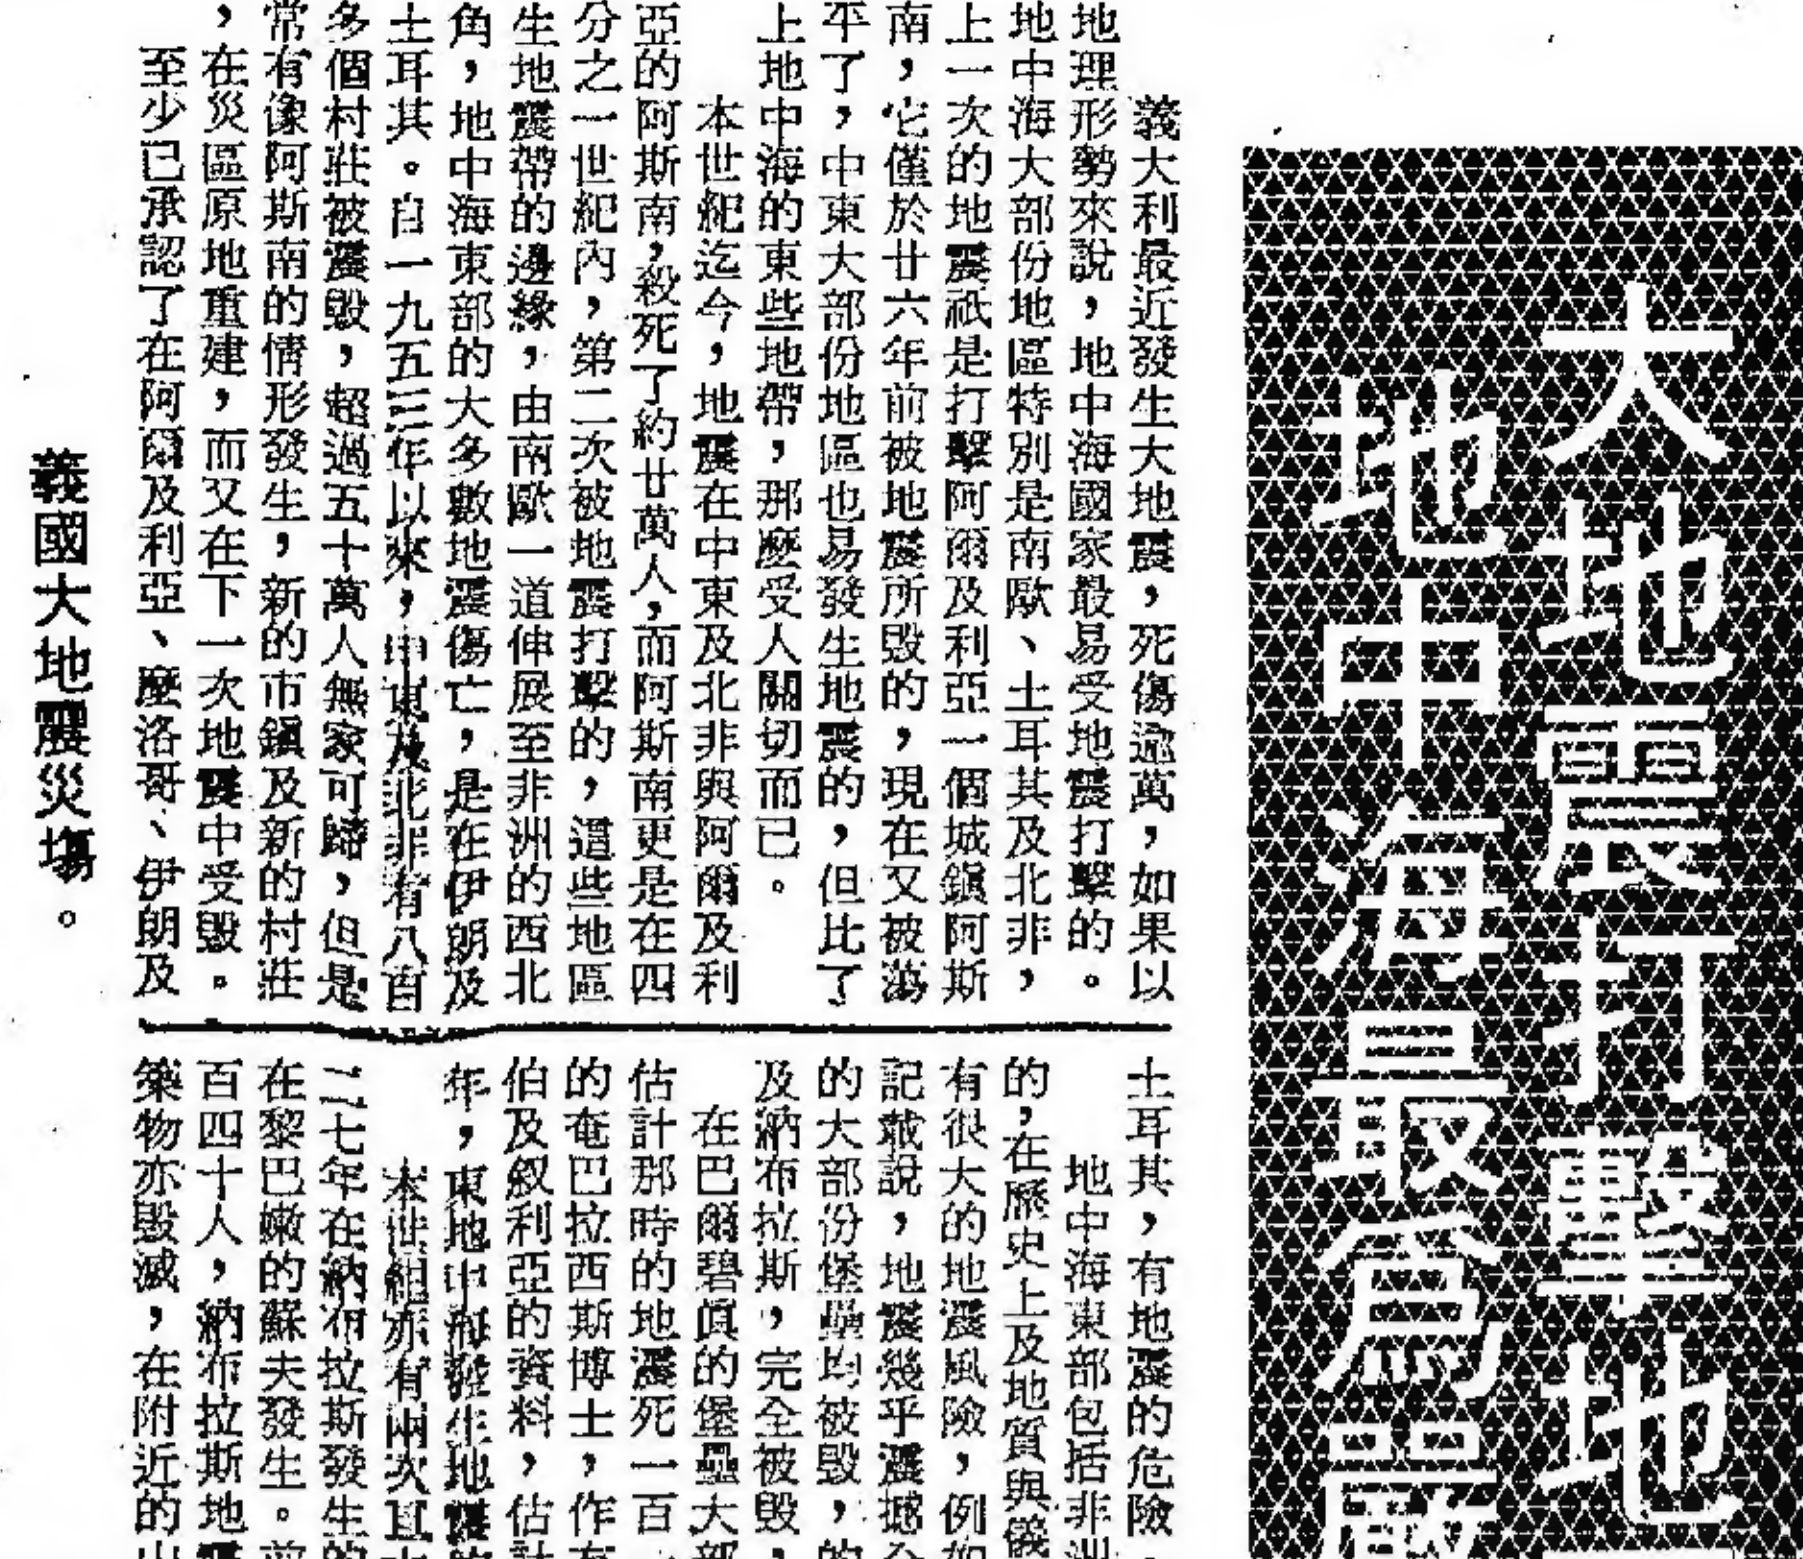 大地震打擊地
地中海最爲嚴
義大利最近發生大地震，死傷逾萬，如果以
地理形勢來說，地中海國家最易受地震打擊的。
地中海大部份地區特別是南歐、土耳其及北非，
上一次的地震祇是打擊阿爾及利亞一個城鎭阿斯
南，它僅於廿六年前被地震所毀的，現在又被蕩
平了，中東大部份地區也易發生地震的，但比了
上地中海的東些地帶，那麽受人關切而已。
本世紀迄今，地震在中東及北非與阿爾及利
亞的阿斯南，殺死了約廿萬人，而阿斯南更是在四
分之一世紀內，第二次被地震打擊的，這些地區
生地震帶的邊緣，由南歐一道伸展至非洲的西北
角，地中海東部的大多數地震傷亡，是在伊朗及
土耳其。自一九五三年以來，中東及北非有八百
多個村莊被震毀，超過五十萬人無家可歸，但是
常有像阿斯南的情形發生，新的市鎭及新的村莊
，在災區原地重建，而又在下一次地震中受毀。
至少已承認了在阿爾及利亞、麽洛哥、伊朗及
義國大地震災塲。
土耳其，有地震的危險
地中海東部包括非洲
的，在歷史上及地質與
有很大的地震風險，例如
記載說，地震幾乎震撼
的大部份堡壘均被毀，的
及納布拉斯，完全被毀，
在巴爾碧眞的堡壘大部
估計那時的地震死一百
的奄巴拉西斯博士，作
伯及叙利亞的資料，估計
年，東地中海發生地震
本世紀亦有兩次
二七年在納布拉斯發生的
在黎巴嫩的蘇夫發生。
百四十人，納布拉斯地震
築物亦毀滅，在附近的